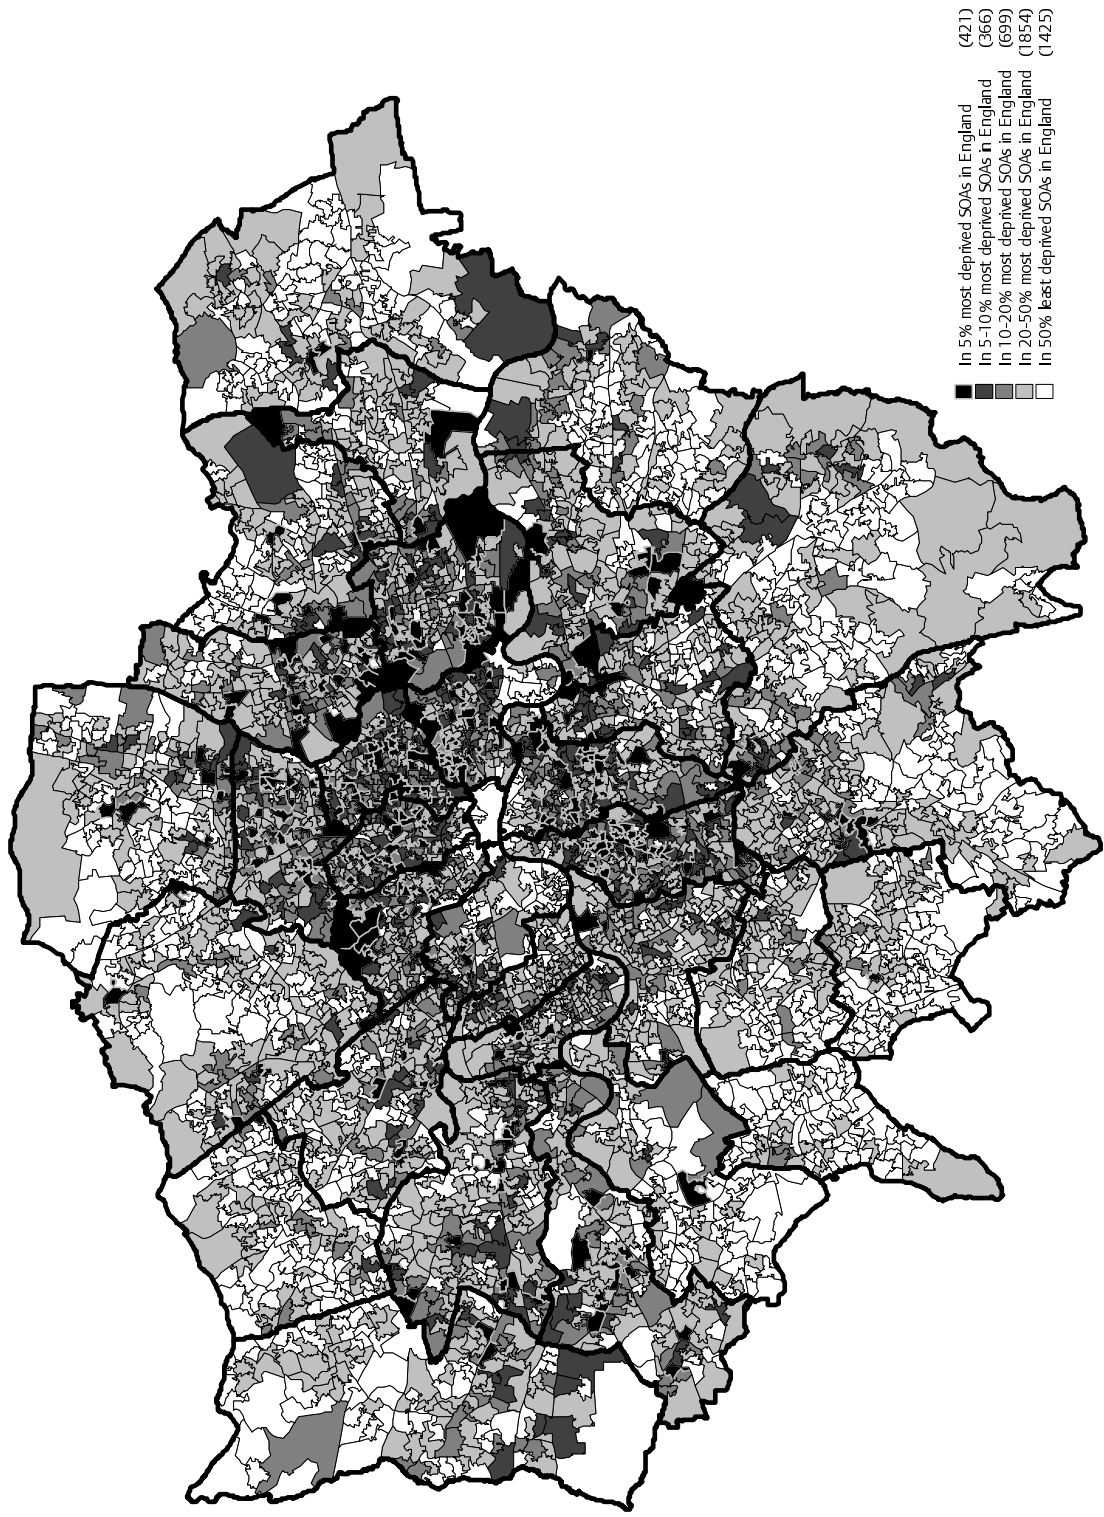 In 5% most deprived SOAs in England (421)
In 5-10% most deprived SOAs in England (366)
In 10-20% most deprived SOAs in England (699)
In 20-50% most deprived SOAs in England (1854)
In 50% least deprived SOAs in England (1425)